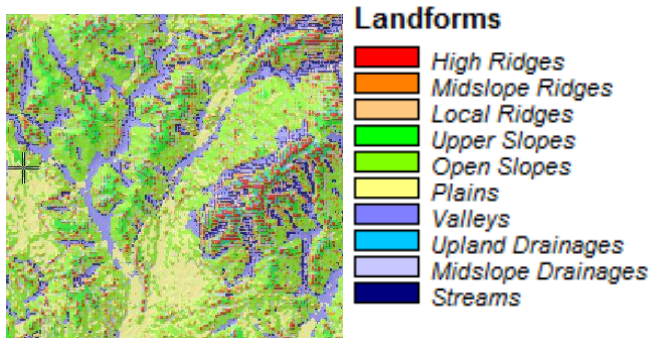 Landforms
High Ridges
Midslope Ridges
Local Ridges
Upper Slopes
Open Slopes
Plains
Valleys
Upland Drainages
Midslope Drainages
Streams